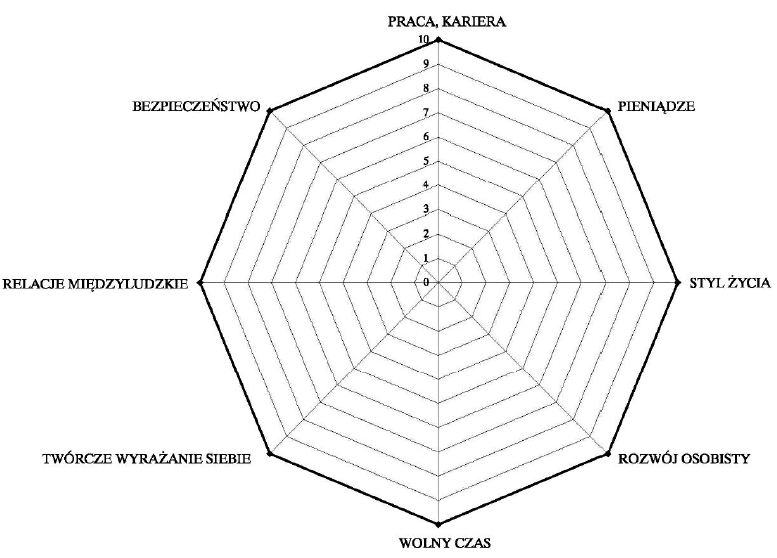 PRACA, KARIERA
10
9
BEZPIECZEŃSTWO
PIENIĄDZE
8
7
6
5
4
3
2
1
RELACJE MIĘDZYLUDZKIE
0
STYL ŻYCIA
TWÓRCZE WYRAŻANIE SIEBIE
ROZWÓJ OSOBISTY
WOLNY CZAS